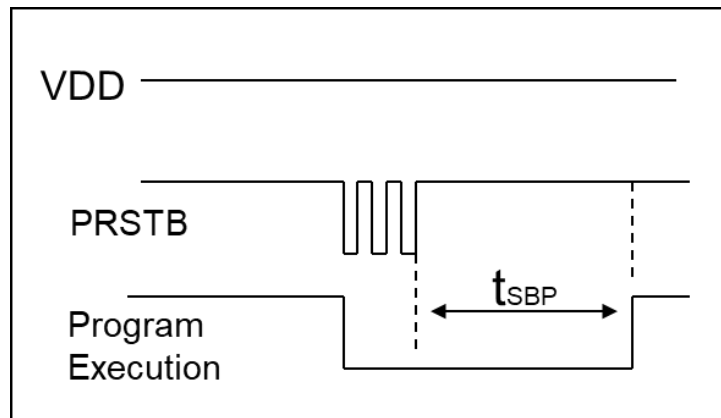 VDD
PRSTB
tSBP
Program
Execution